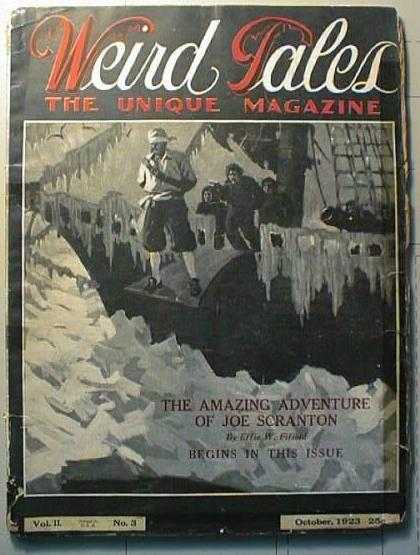 Weird Tales
THE UNIQUE MAGAZINE
THE AMAZING ADVENTURE
OF JOE SCRANTON
By Effie W. Fifield
BEGINS IN THIS ISSUE
Vol. II. No. 3 October, 1923 25c